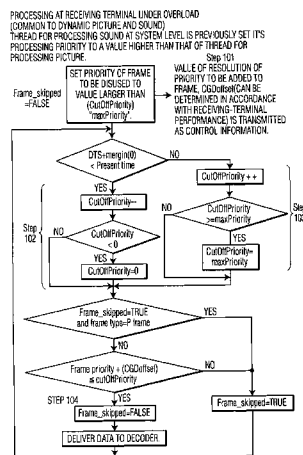 PROCESSING AT RECEIVING TERMINAL UNDER OVERLOAD
(COMMON TO DYNAMIC PICTURE AND SOUND)
THREAD FOR PROCESSING SOUND AT SYSTEM LEVEL IS PREVIOUSLY SET IT'S
PROCESSING PRIORITY TO A VALUE HIGHER THAN THAT OF THREAD FOR
PROCESSING PICTURE.
Step 101
VALUE OF RESOLUTION OF
PRIORITY TO BE ADDED TO
FRAME, CGDoffset(CAN BE
DETERMINED IN ACCORDANCE
WITH RECEIVING-TERMINAL
PERFORMANCE) IS TRANSMITTED
AS CONTROL INFORMATION.
Frame_skipped
=FALSE
SET PRIORITY OF FRAME
TO BE DISUSED TO
VALUE LARGER THAN
(CutOffPriority)
"maxPriority".
DTS+mergin(0)
< Present time
NO
YES
CutOffPriority--
CutOffPriority++
Step
102
CutOffPriority
< 0
NO
YES
CutOffPriority=0
CutOffPriority
>=maxPriority
NO
YES
CutOffPriority=
maxPriority
Step
103
Frame_skipped=TRUE
and frame type=P frame
YES
NO
Frame priority + (CGDoffset)
≤ cutOffPriority
NO
STEP 104
YES
Frame_skipped=FALSE
Frame_skipped=TRUE
DELIVER DATA TO DECODER